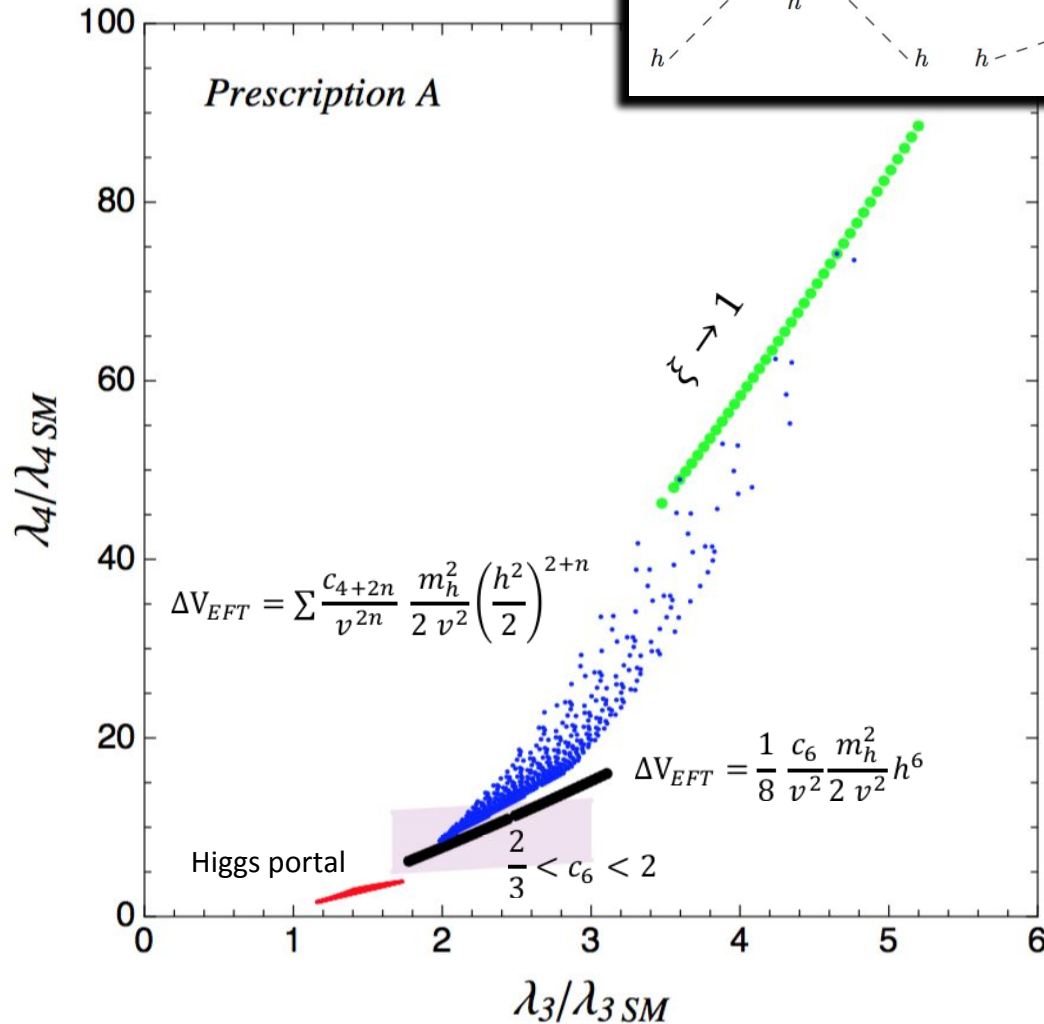 h
h
h
h
100
80
60
40
20
0
Prescription A
ξ → 1
λ4/λ4 SM
ΔV_EFT = Σ c_{4+2n}/v^{2n} m_h^2/(2 v^2) (h^2/2)^{2+n}
ΔV_EFT = 1/8 c_6/v^2 m_h^2/(2 v^2) h^6
2/3 < c_6 < 2
Higgs portal
0 1 2 3 4 5 6
λ3/λ3 SM